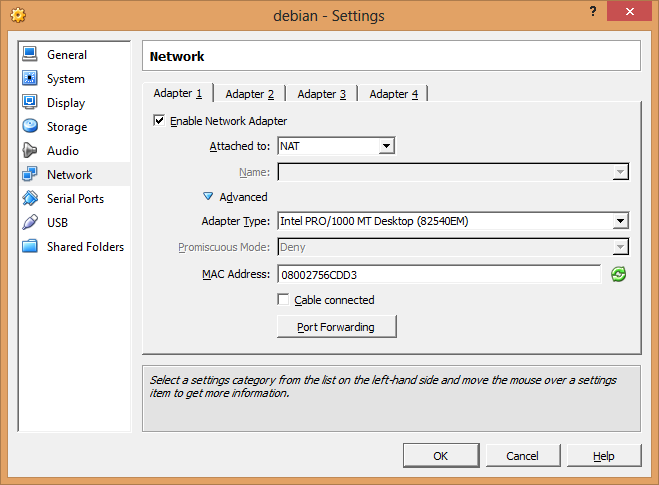 debian - Settings
?
General
System
Display
Storage
Audio
Network
Serial Ports
USB
Shared Folders
Network
Adapter 1
Adapter 2
Adapter 3
Adapter 4
Enable Network Adapter
Attached to: NAT
Name:
Advanced
Adapter Type: Intel PRO/1000 MT Desktop (82540EM)
Promiscuous Mode: Deny
MAC Address: 08002756CDD3
Cable connected
Port Forwarding
Select a settings category from the list on the left-hand side and move the mouse over a settings
item to get more information.
OK
Cancel
Help